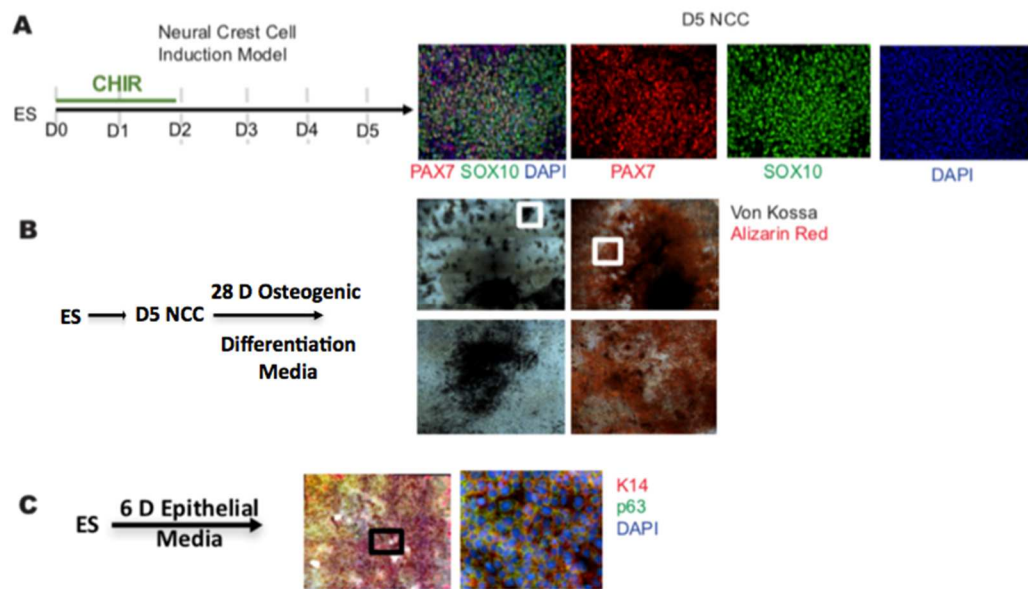 A
Neural Crest Cell
Induction Model
CHIR
ES
D0 D1 D2 D3 D4 D5
D5 NCC
PAX7 SOX10 DAPI
PAX7
SOX10
DAPI
B
ES
D5 NCC
28 D Osteogenic
Differentiation
Media
Von Kossa
Alizarin Red
C
ES
6 D Epithelial
Media
K14
p63
DAPI